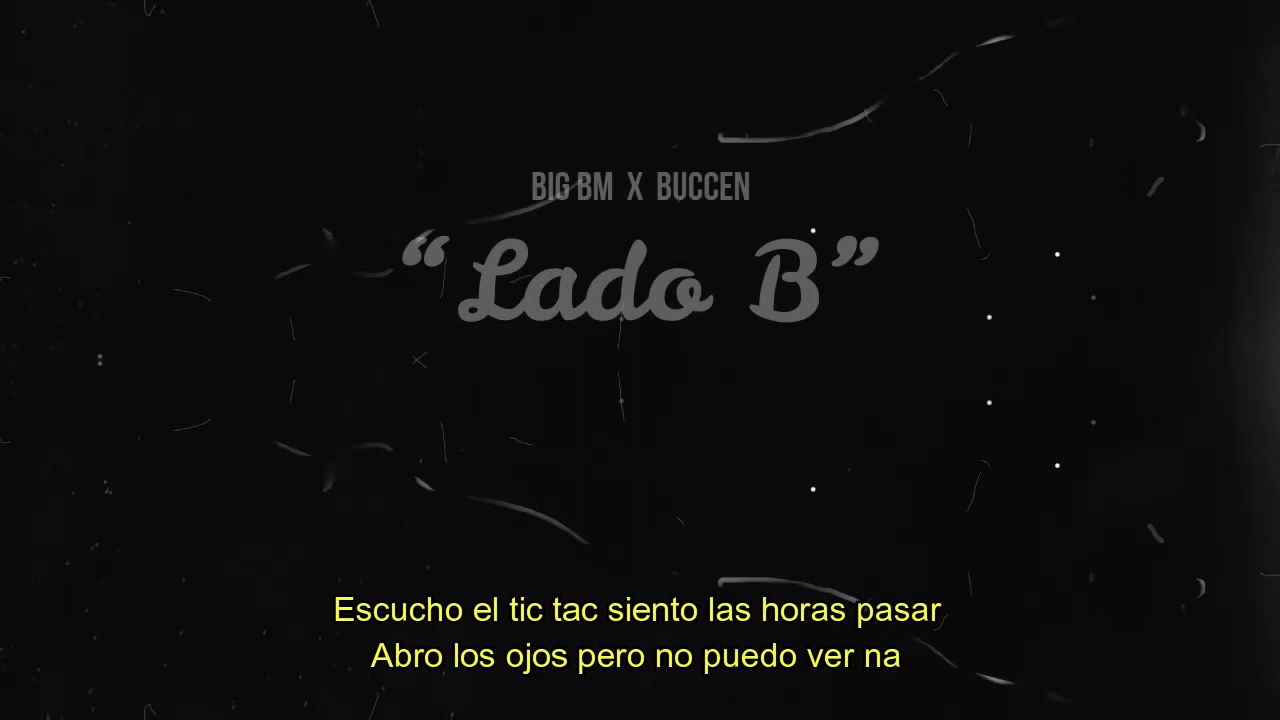 BIG BM X BUCCEN
“Lado B”
Escucho el tic tac siento las horas pasar
Abro los ojos pero no puedo ver na